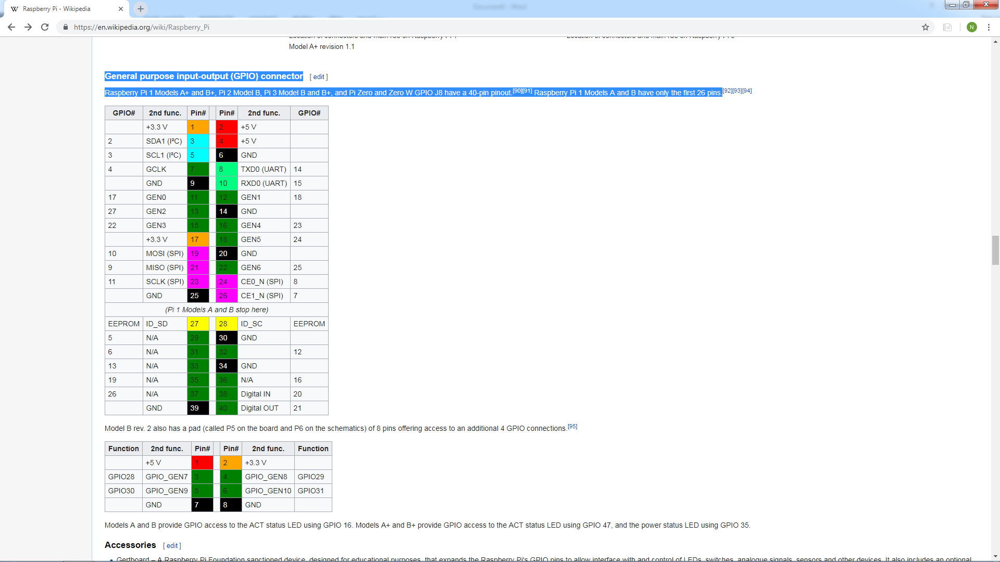 Raspberry Pi - Wikipedia
https://en.wikipedia.org/wiki/Raspberry_Pi
N
Model A+ revision 1.1
General purpose input-output (GPIO) connector [ edit ]
Raspberry Pi 1 Models A+ and B+, Pi 2 Model B, Pi 3 Model B and B+, and Pi Zero and Zero W GPIO J8 have a 40-pin pinout.[90][91] Raspberry Pi 1 Models A and B have only the first 26 pins.[92][93][94]
GPIO# 2nd func. Pin# Pin# 2nd func. GPIO#
+3.3 V 1 2 +5 V
2 SDA1 (I²C) 3 4 +5 V
3 SCL1 (I²C) 5 6 GND
4 GCLK 7 8 TXD0 (UART) 14
GND 9 10 RXD0 (UART) 15
17 GEN0 11 12 GEN1 18
27 GEN2 13 14 GND
22 GEN3 15 16 GEN4 23
+3.3 V 17 18 GEN5 24
10 MOSI (SPI) 19 20 GND
9 MISO (SPI) 21 22 GEN6 25
11 SCLK (SPI) 23 24 CE0_N (SPI) 8
GND 25 26 CE1_N (SPI) 7
(Pi 1 Models A and B stop here)
EEPROM ID_SD 27 28 ID_SC EEPROM
5 N/A 29 30 GND
6 N/A 31 32 12
13 N/A 33 34 GND
19 N/A 35 36 N/A 16
26 N/A 37 38 Digital IN 20
GND 39 40 Digital OUT 21
Model B rev. 2 also has a pad (called P5 on the board and P6 on the schematics) of 8 pins offering access to an additional 4 GPIO connections.[95]
Function 2nd func. Pin# Pin# 2nd func. Function
+5 V 1 2 +3.3 V
GPIO28 GPIO_GEN7 3 4 GPIO_GEN8 GPIO29
GPIO30 GPIO_GEN9 5 6 GPIO_GEN10 GPIO31
GND 7 8 GND
Models A and B provide GPIO access to the ACT status LED using GPIO 16. Models A+ and B+ provide GPIO access to the ACT status LED using GPIO 47, and the power status LED using GPIO 35.
Accessories [ edit ]
• Gertboard – A Raspberry Pi Foundation sanctioned device, designed for educational purposes, that expands the Raspberry Pi's GPIO pins to allow interface with and control of LEDs, switches, analogue signals, sensors and other devices. It also includes an optional